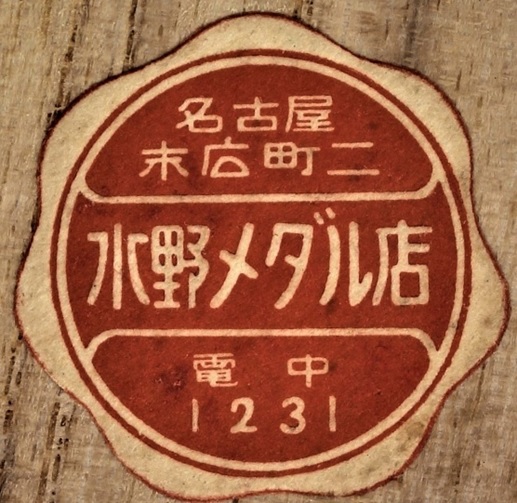 名古屋
末広町二
水野メダル店
電 中
1231